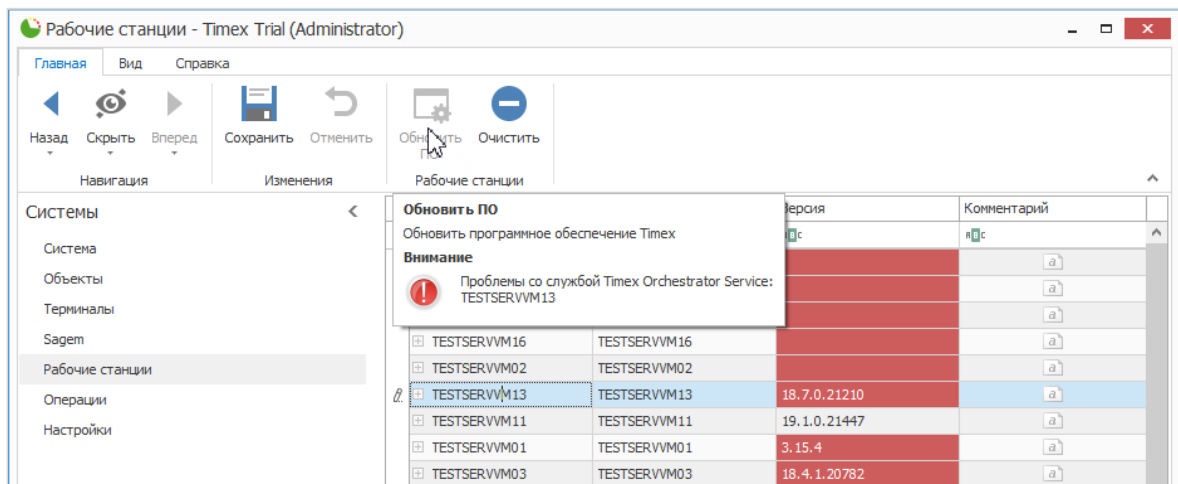 Рабочие станции - Timex Trial (Administrator)
Главная Вид Справка
Назад Скрыть Вперед Сохранить Отменить Обновить ПО Очистить
Навигация Изменения Рабочие станции
Системы
Система
Объекты
Терминалы
Sagem
Рабочие станции
Операции
Настройки
Обновить ПО
Обновить программное обеспечение Timex
Внимание
Проблемы со службой Timex Orchestrator Service:
TESTSERVVM13
Версия Комментарий
TESTSERVVM16 TESTSERVVM16
TESTSERVVM02 TESTSERVVM02
TESTSERVVM13 TESTSERVVM13 18.7.0.21210
TESTSERVVM11 TESTSERVVM11 19.1.0.21447
TESTSERVVM01 TESTSERVVM01 3.15.4
TESTSERVVM03 TESTSERVVM03 18.4.1.20782